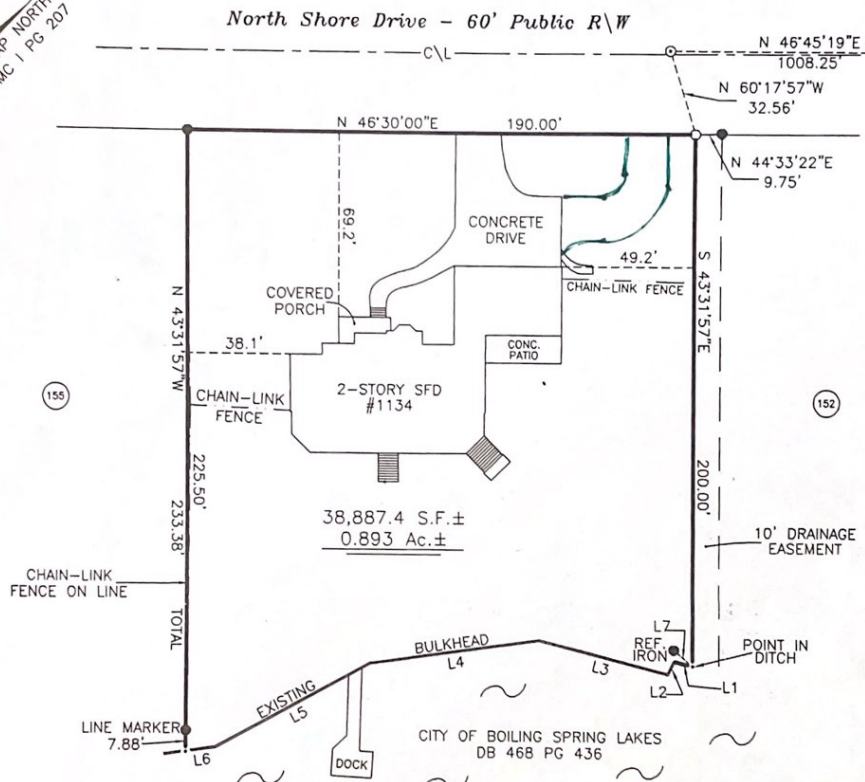 North Shore Drive – 60' Public R\W
NORTH
MC 1 PG 207
C\L
N 46°45'19"E
1008.25'
N 60°17'57"W
32.56'
N 46°30'00"E 190.00'
N 44°33'22"E
9.75'
69.2'
CONCRETE
DRIVE
49.2'
CHAIN-LINK FENCE
COVERED
PORCH
N 43°31'57"W
S 43°31'57"E
38.1'
CONC.
PATIO
155
CHAIN-LINK
FENCE
2-STORY SFD
#1134
152
225.50'
233.38'
TOTAL
200.00'
38,887.4 S.F.±
0.893 Ac.±
10' DRAINAGE
EASEMENT
CHAIN-LINK
FENCE ON LINE
L7
REF.
IRON
POINT IN
DITCH
BULKHEAD
L4
L3
L2
L1
EXISTING
L5
LINE MARKER
7.88'
L6
DOCK
CITY OF BOILING SPRING LAKES
DB 468 PG 436